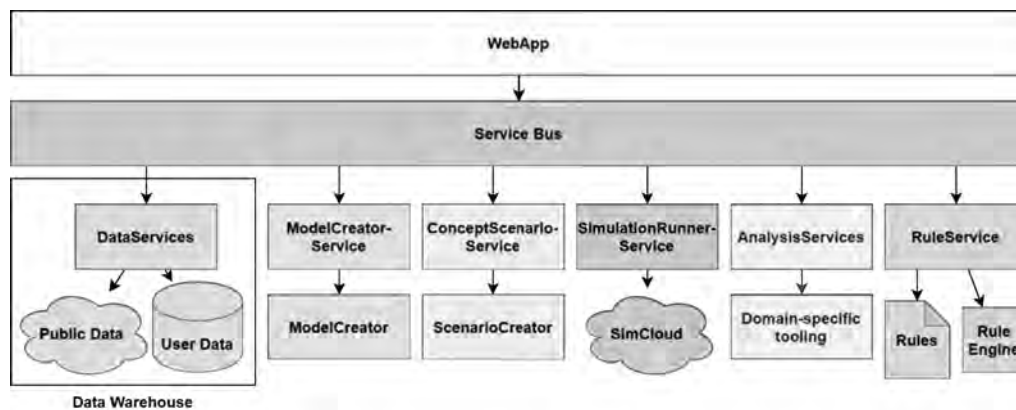 WebApp
Service Bus
DataServices
ModelCreator-
Service
ConceptScenario-
Service
SimulationRunner-
Service
AnalysisServices
RuleService
Public Data
User Data
ModelCreator
ScenarioCreator
SimCloud
Domain-specific
tooling
Rules
Rule
Engine
Data Warehouse